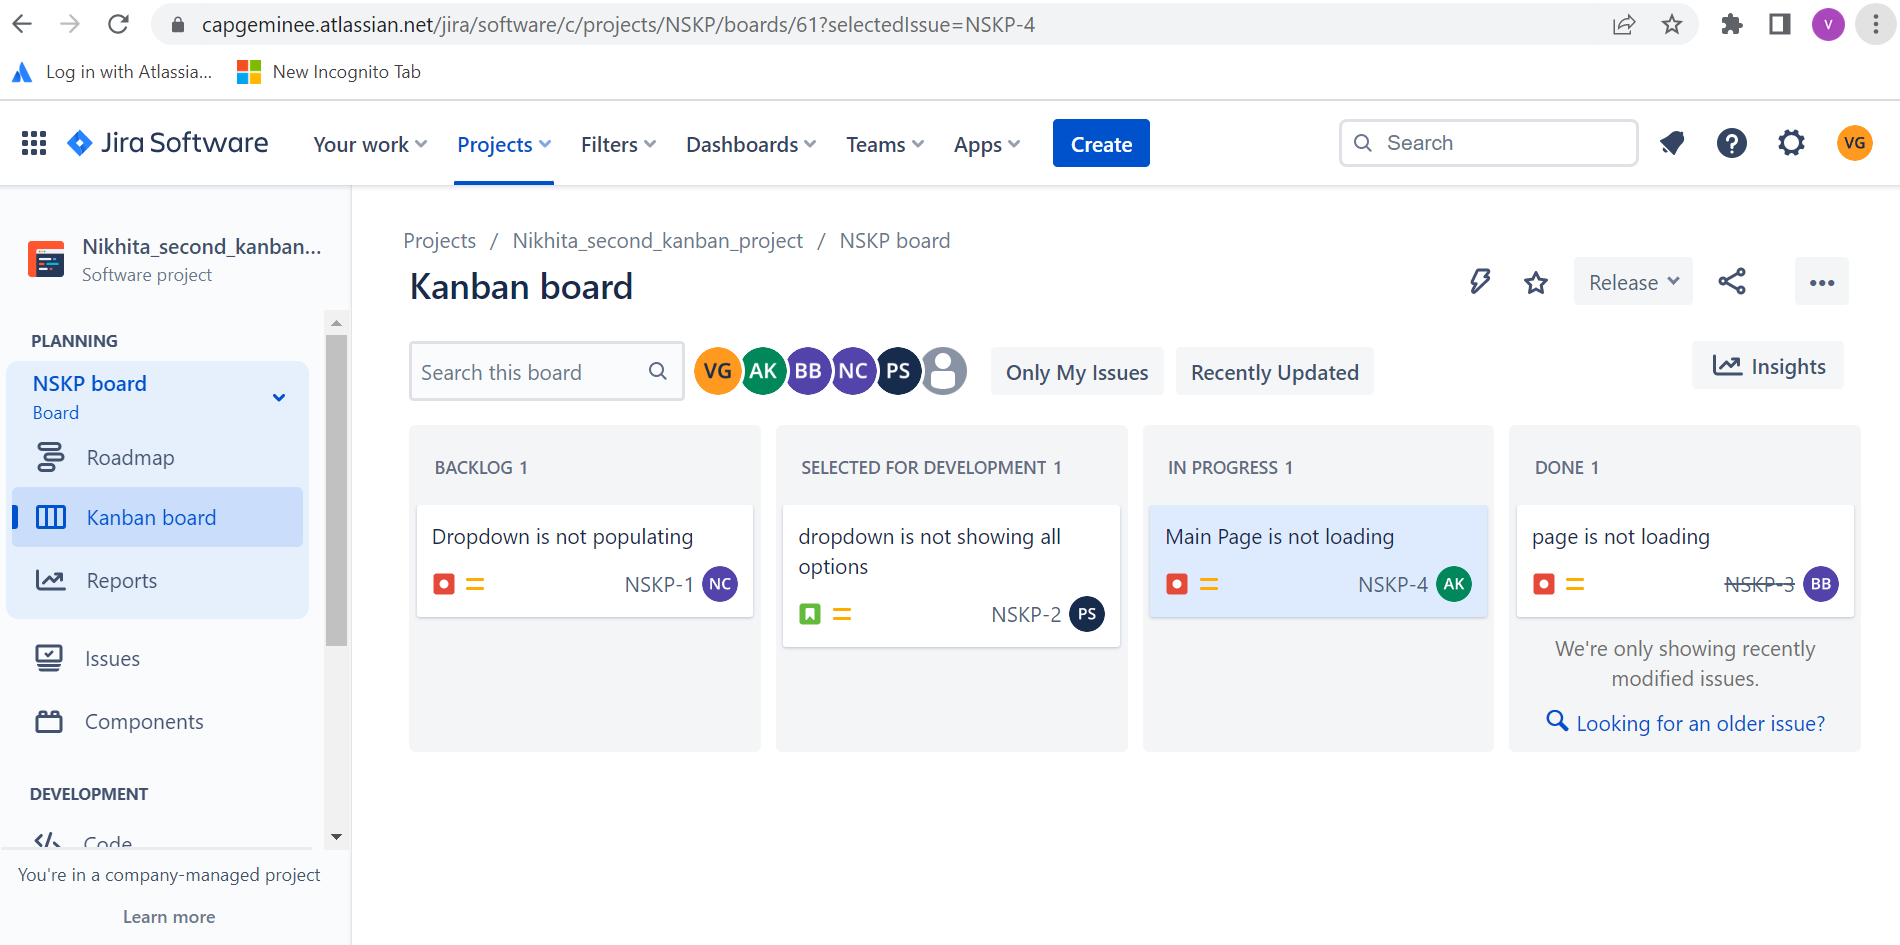 capgeminee.atlassian.net/jira/software/c/projects/NSKP/boards/61?selectedIssue=NSKP-4
V
Log in with Atlassia...
New Incognito Tab
Jira Software
Your work
Projects
Filters
Dashboards
Teams
Apps
Create
Search
VG
Nikhita_second_kanban...
Software project
PLANNING
NSKP board
Board
Roadmap
Kanban board
Reports
Issues
Components
DEVELOPMENT
Code
You're in a company-managed project
Learn more
Projects / Nikhita_second_kanban_project / NSKP board
Kanban board
Release
Search this board
VG AK BB NC PS
Only My Issues
Recently Updated
Insights
BACKLOG 1
Dropdown is not populating
NSKP-1 NC
SELECTED FOR DEVELOPMENT 1
dropdown is not showing all
options
NSKP-2 PS
IN PROGRESS 1
Main Page is not loading
NSKP-4 AK
DONE 1
page is not loading
NSKP-3 BB
We're only showing recently
modified issues.
Looking for an older issue?